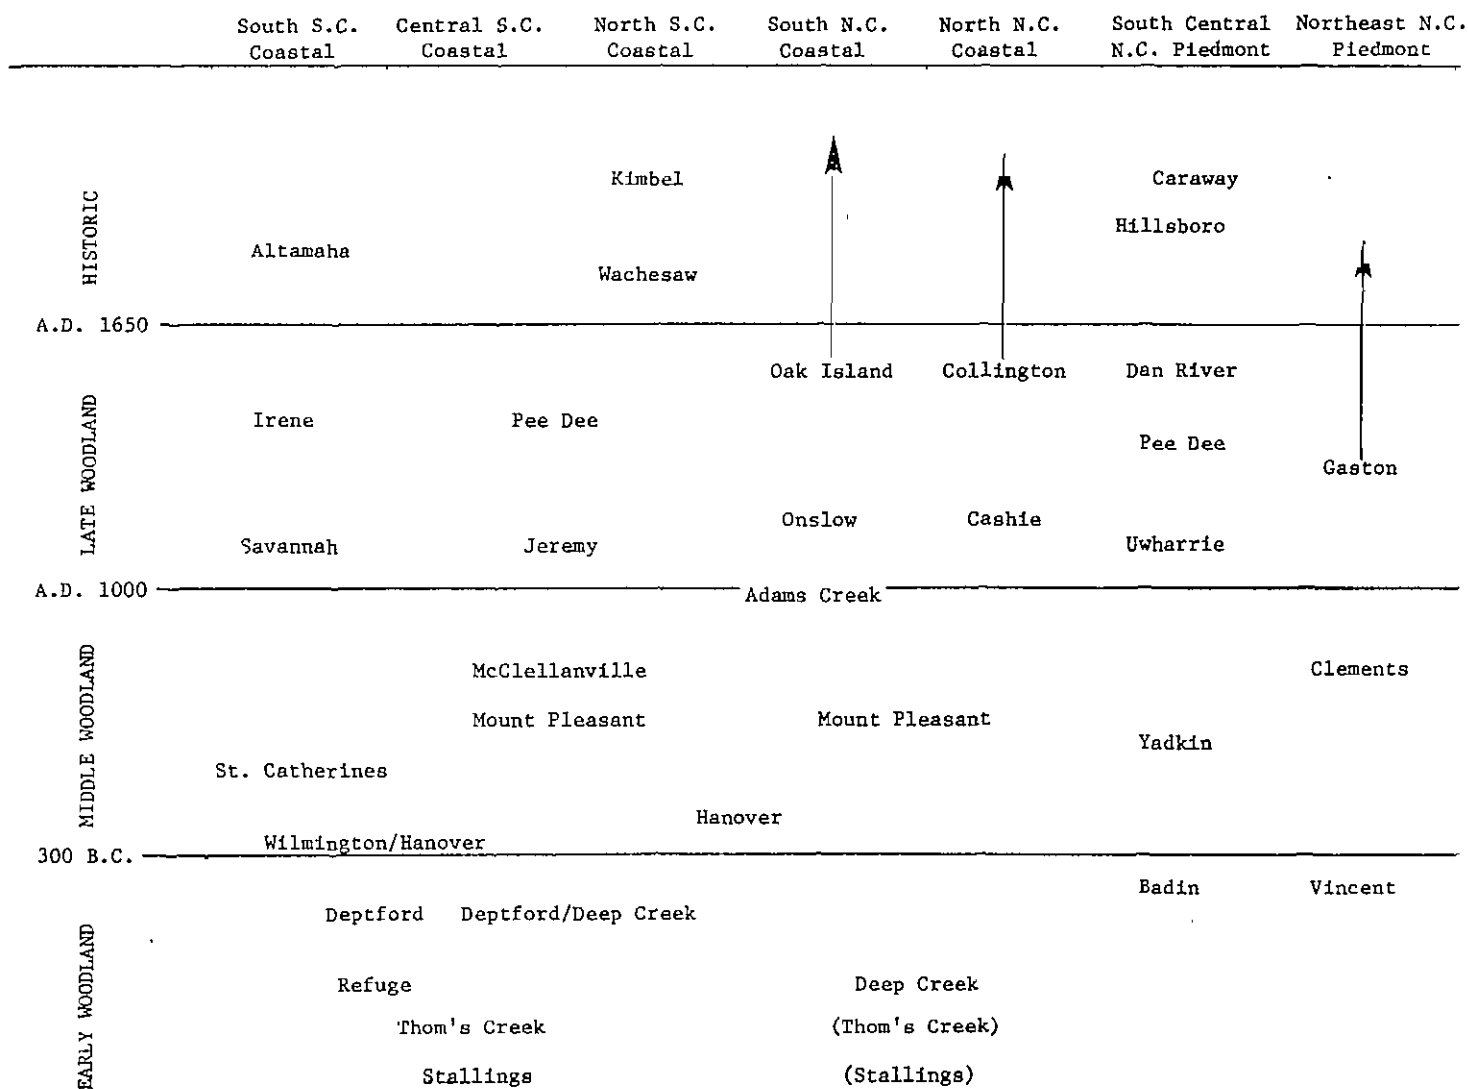 South S.C. Central S.C. North S.C. South N.C. North N.C. South Central Northeast N.C.
Coastal Coastal Coastal Coastal Coastal N.C. Piedmont Piedmont
HISTORIC
Kimbel Caraway
Hillsboro
Altamaha
Wachesaw
A.D. 1650
LATE WOODLAND
Oak Island Collington Dan River
Irene Pee Dee
Pee Dee
Gaston
Onslow Cashie
Savannah Jeremy Uwharrie
A.D. 1000
Adams Creek
MIDDLE WOODLAND
McClellanville Clements
Mount Pleasant Mount Pleasant
Yadkin
St. Catherines
Hanover
Wilmington/Hanover
300 B.C.
EARLY WOODLAND
Badin Vincent
Deptford Deptford/Deep Creek
Refuge Deep Creek
Thom's Creek (Thom's Creek)
Stallings (Stallings)